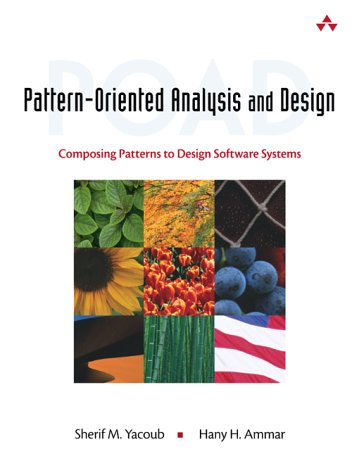 POAD
Pattern-Oriented Analysis and Design
Composing Patterns to Design Software Systems
Sherif M. Yacoub ■ Hany H. Ammar